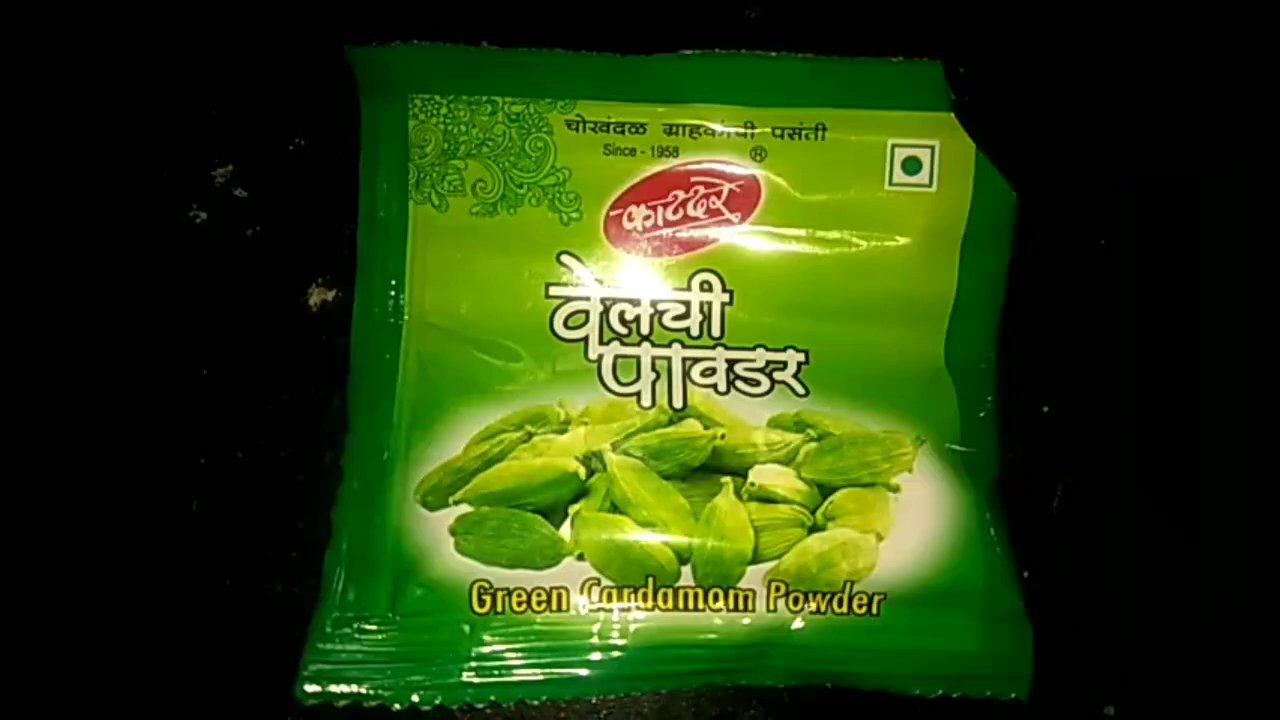 चोखंदळ ग्राहकांची पसंती
Since - 1958 ®
काटदरे
वेलची
पावडर
Green Cardamom Powder